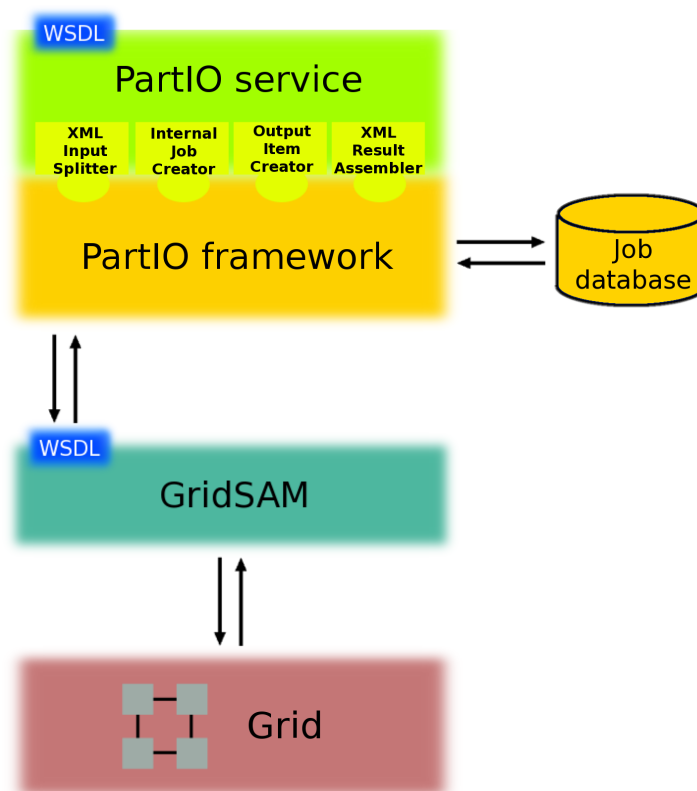 WSDL
PartIO service
XML
Input
Splitter
Internal
Job
Creator
Output
Item
Creator
XML
Result
Assembler
PartIO framework
Job
database
WSDL
GridSAM
Grid